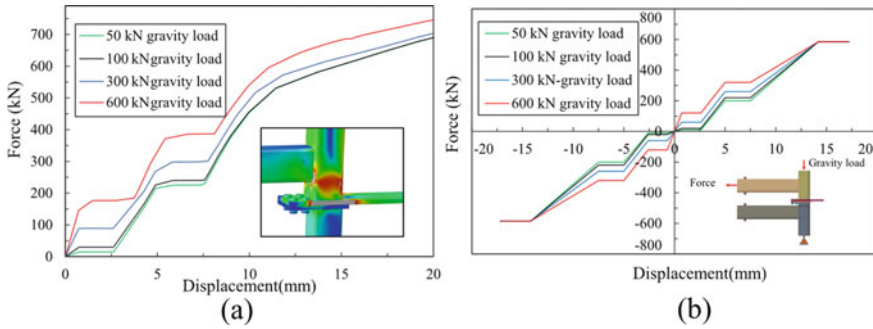 (a)
50 kN gravity load
100 kNgravity load
300 kNgravity load
600 kNgravity load
Force (kN)
700
600
500
400
300
200
100
0
0
5
10
15
20
Displacement(mm)
(a)
(b)
50 kN gravity load
100 kN gravity load
300 kN-gravity load
600 kN gravity load
Force (kN)
800
600
400
200
0
-200
-400
-600
-800
-20
-15
-10
-5
0
5
10
15
20
Gravity load
Force
Displacement(mm)
(b)